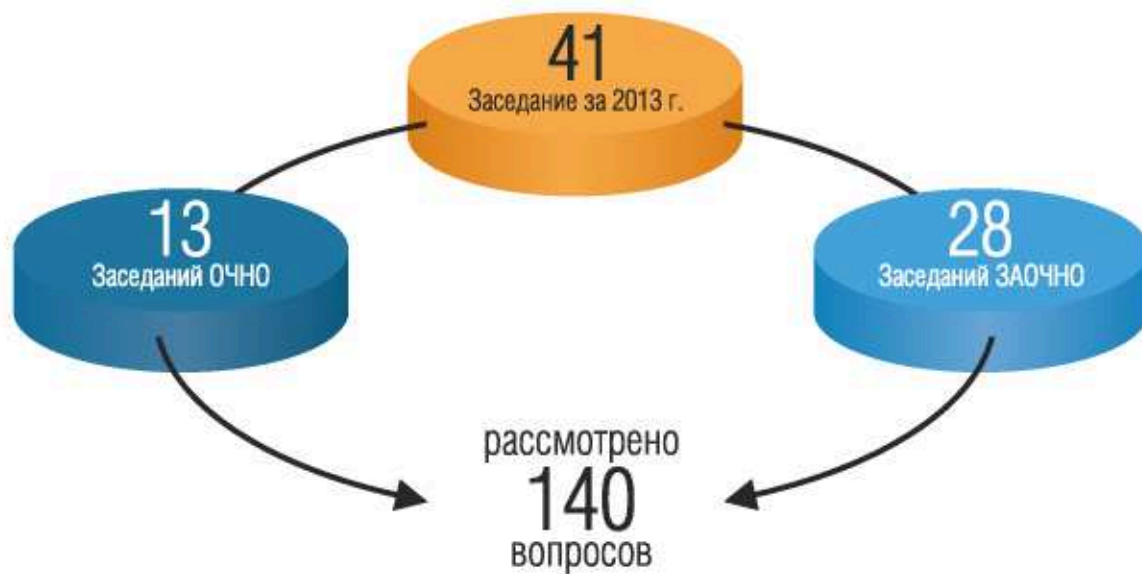 41
Заседание за 2013 г.
13
Заседаний ОЧНО
28
Заседаний ЗАОЧНО
рассмотрено
140
вопросов